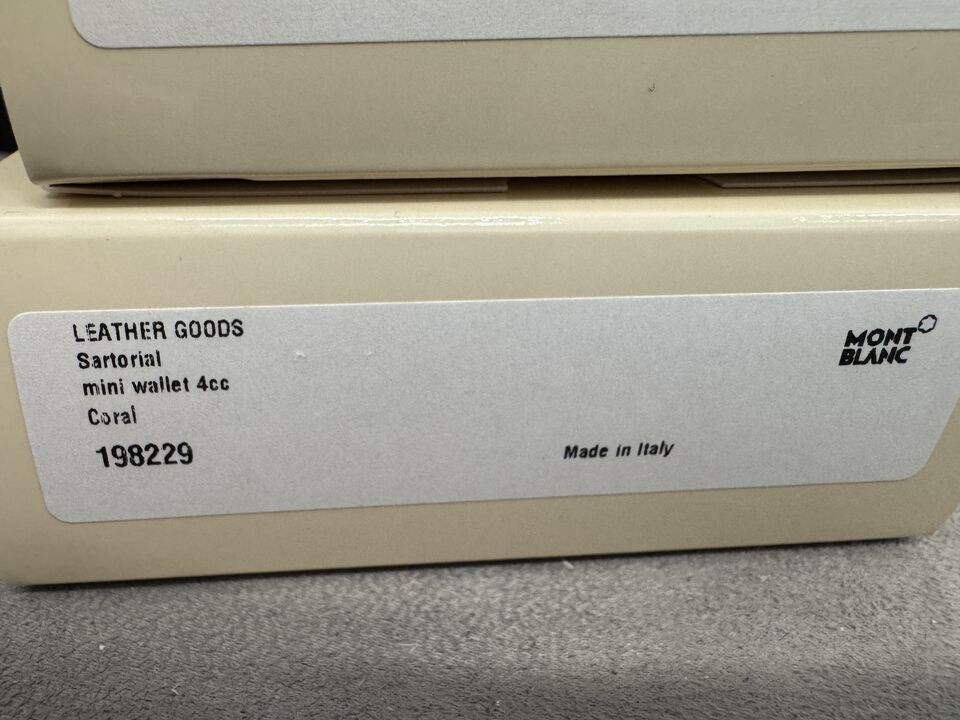 LEATHER GOODS
Sartorial
mini wallet 4cc
Coral
198229
Made in Italy
MONT
BLANC